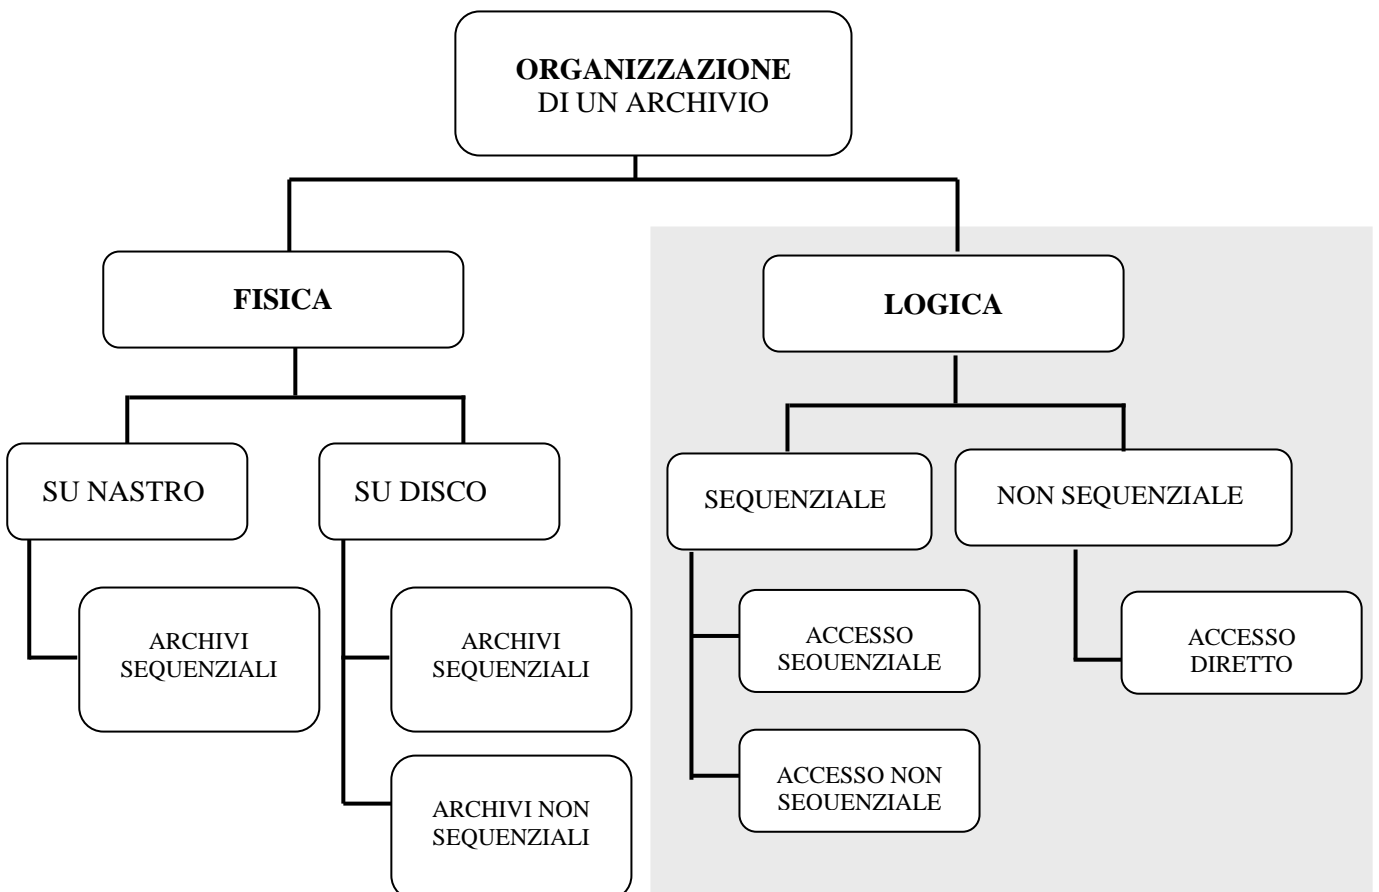 ORGANIZZAZIONE
DI UN ARCHIVIO
FISICA
LOGICA
SU NASTRO
SU DISCO
SEQUENZIALE
NON SEQUENZIALE
ARCHIVI
SEQUENZIALI
ARCHIVI
SEQUENZIALI
ACCESSO
SEOUENZIALE
ACCESSO
DIRETTO
ARCHIVI NON
SEQUENZIALI
ACCESSO NON
SEOUENZIALE